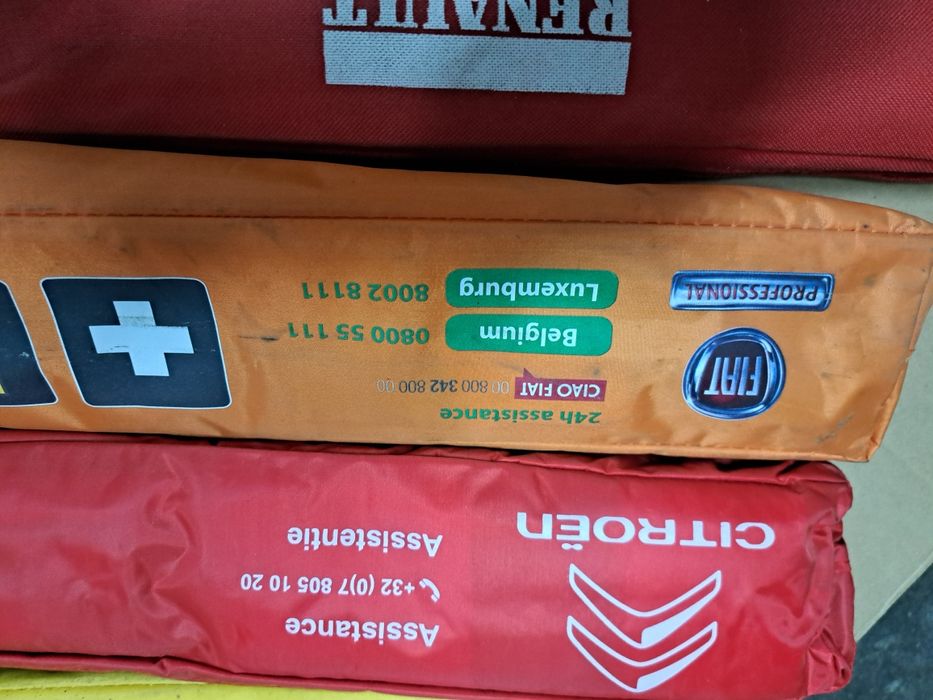 CITROËN
Assistance
+32 (0)7 805 10 20
Assistentie
FIAT
PROFESSIONAL
24h assistance
CIAO FIAT 00 800 342 800 00
Belgium 0800 55 111
Luxemburg 8002 8111
RENAULT